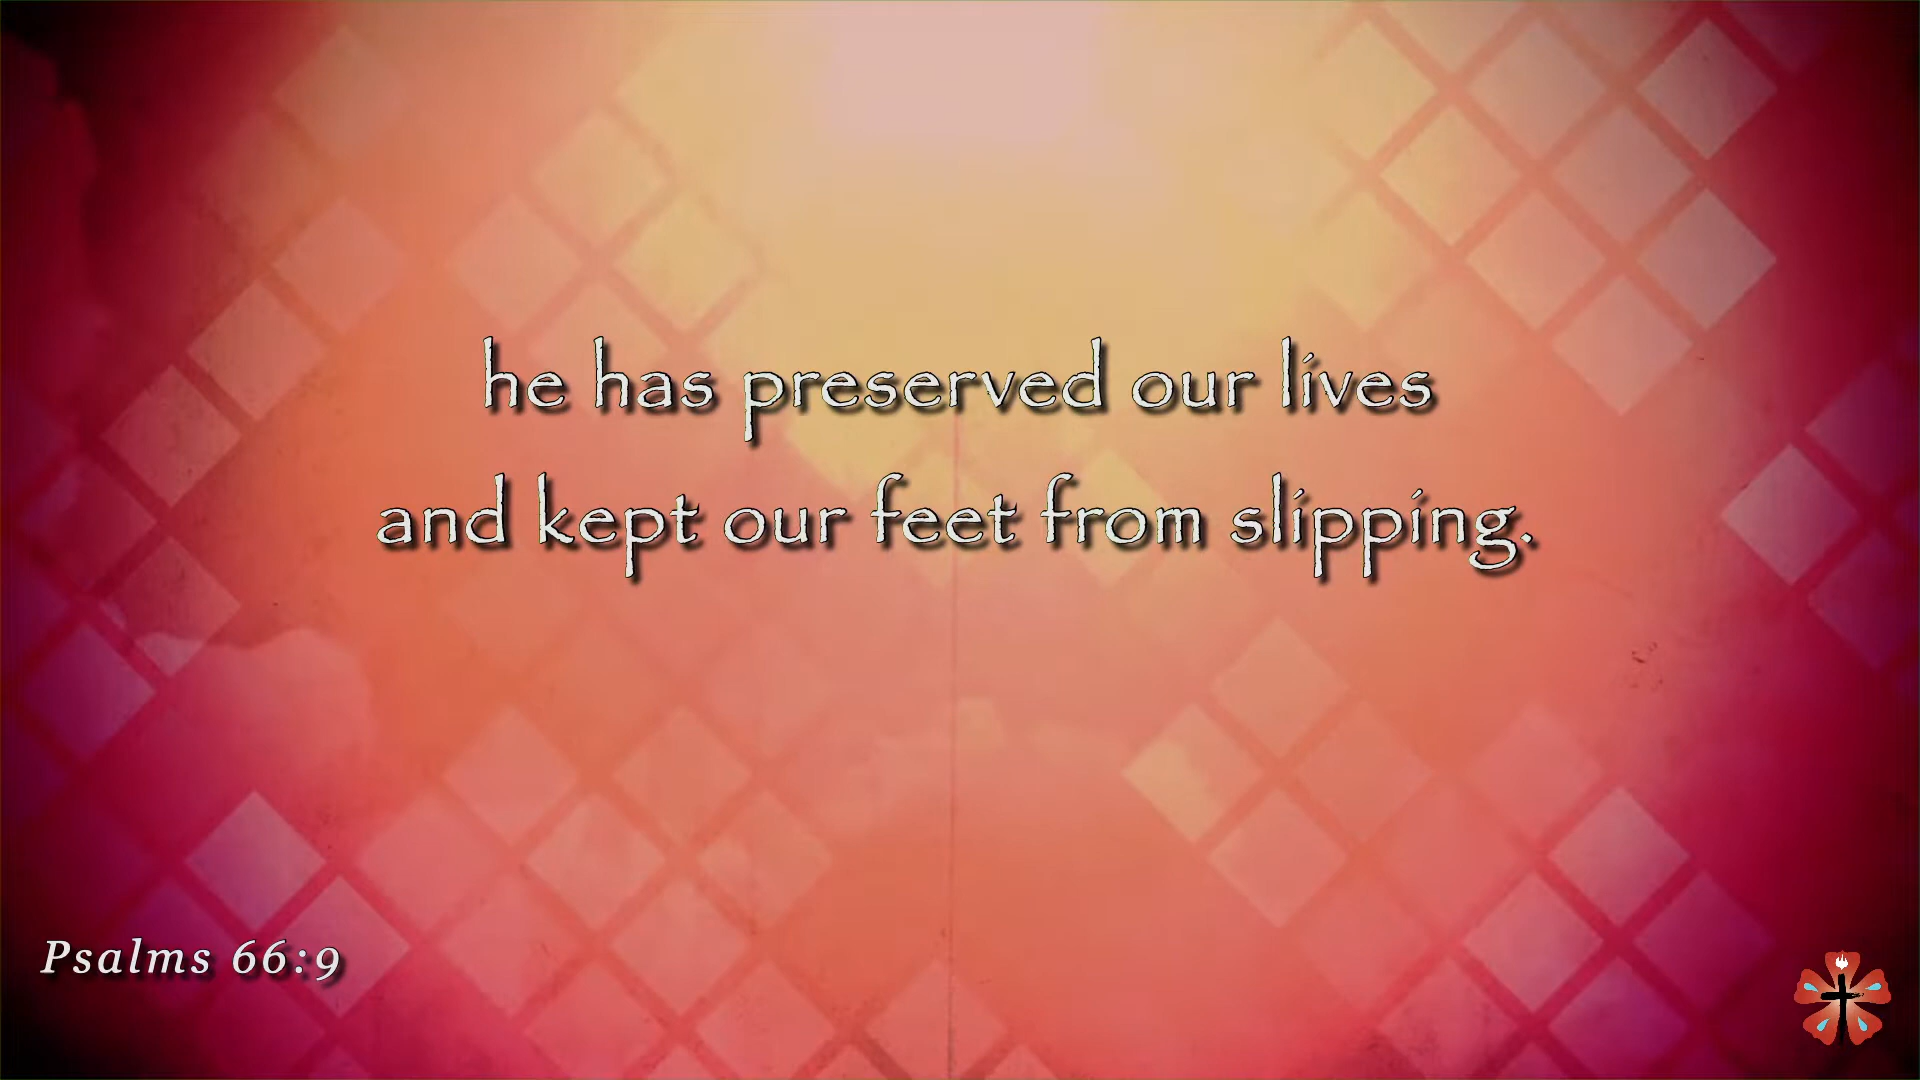 he has preserved our lives
and kept our feet from slipping.
Psalms 66:9